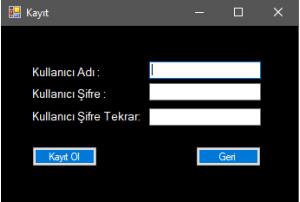 Kayıt
Kullanıcı Adı :
Kullanıcı Şifre :
Kullanıcı Şifre Tekrar:
Kayıt Ol
Geri